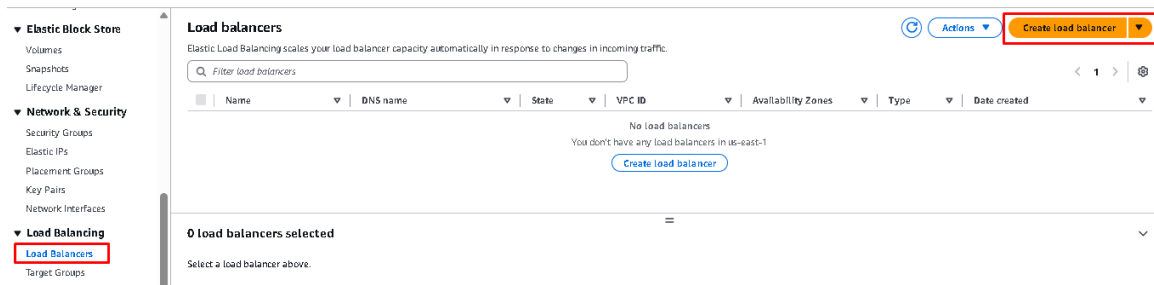 Elastic Block Store
Volumes
Snapshots
Lifecycle Manager
Network & Security
Security Groups
Elastic IPs
Placement Groups
Key Pairs
Network Interfaces
Load Balancing
Load Balancers
Target Groups
Load balancers
Actions
Create load balancer
Elastic Load Balancing scales your load balancer capacity automatically in response to changes in incoming traffic.
Filter load balancers
1
Name DNS name State VPC ID Availability Zones Type Date created
No load balancers
You don't have any load balancers in us-east-1
Create load balancer
0 load balancers selected
Select a load balancer above.